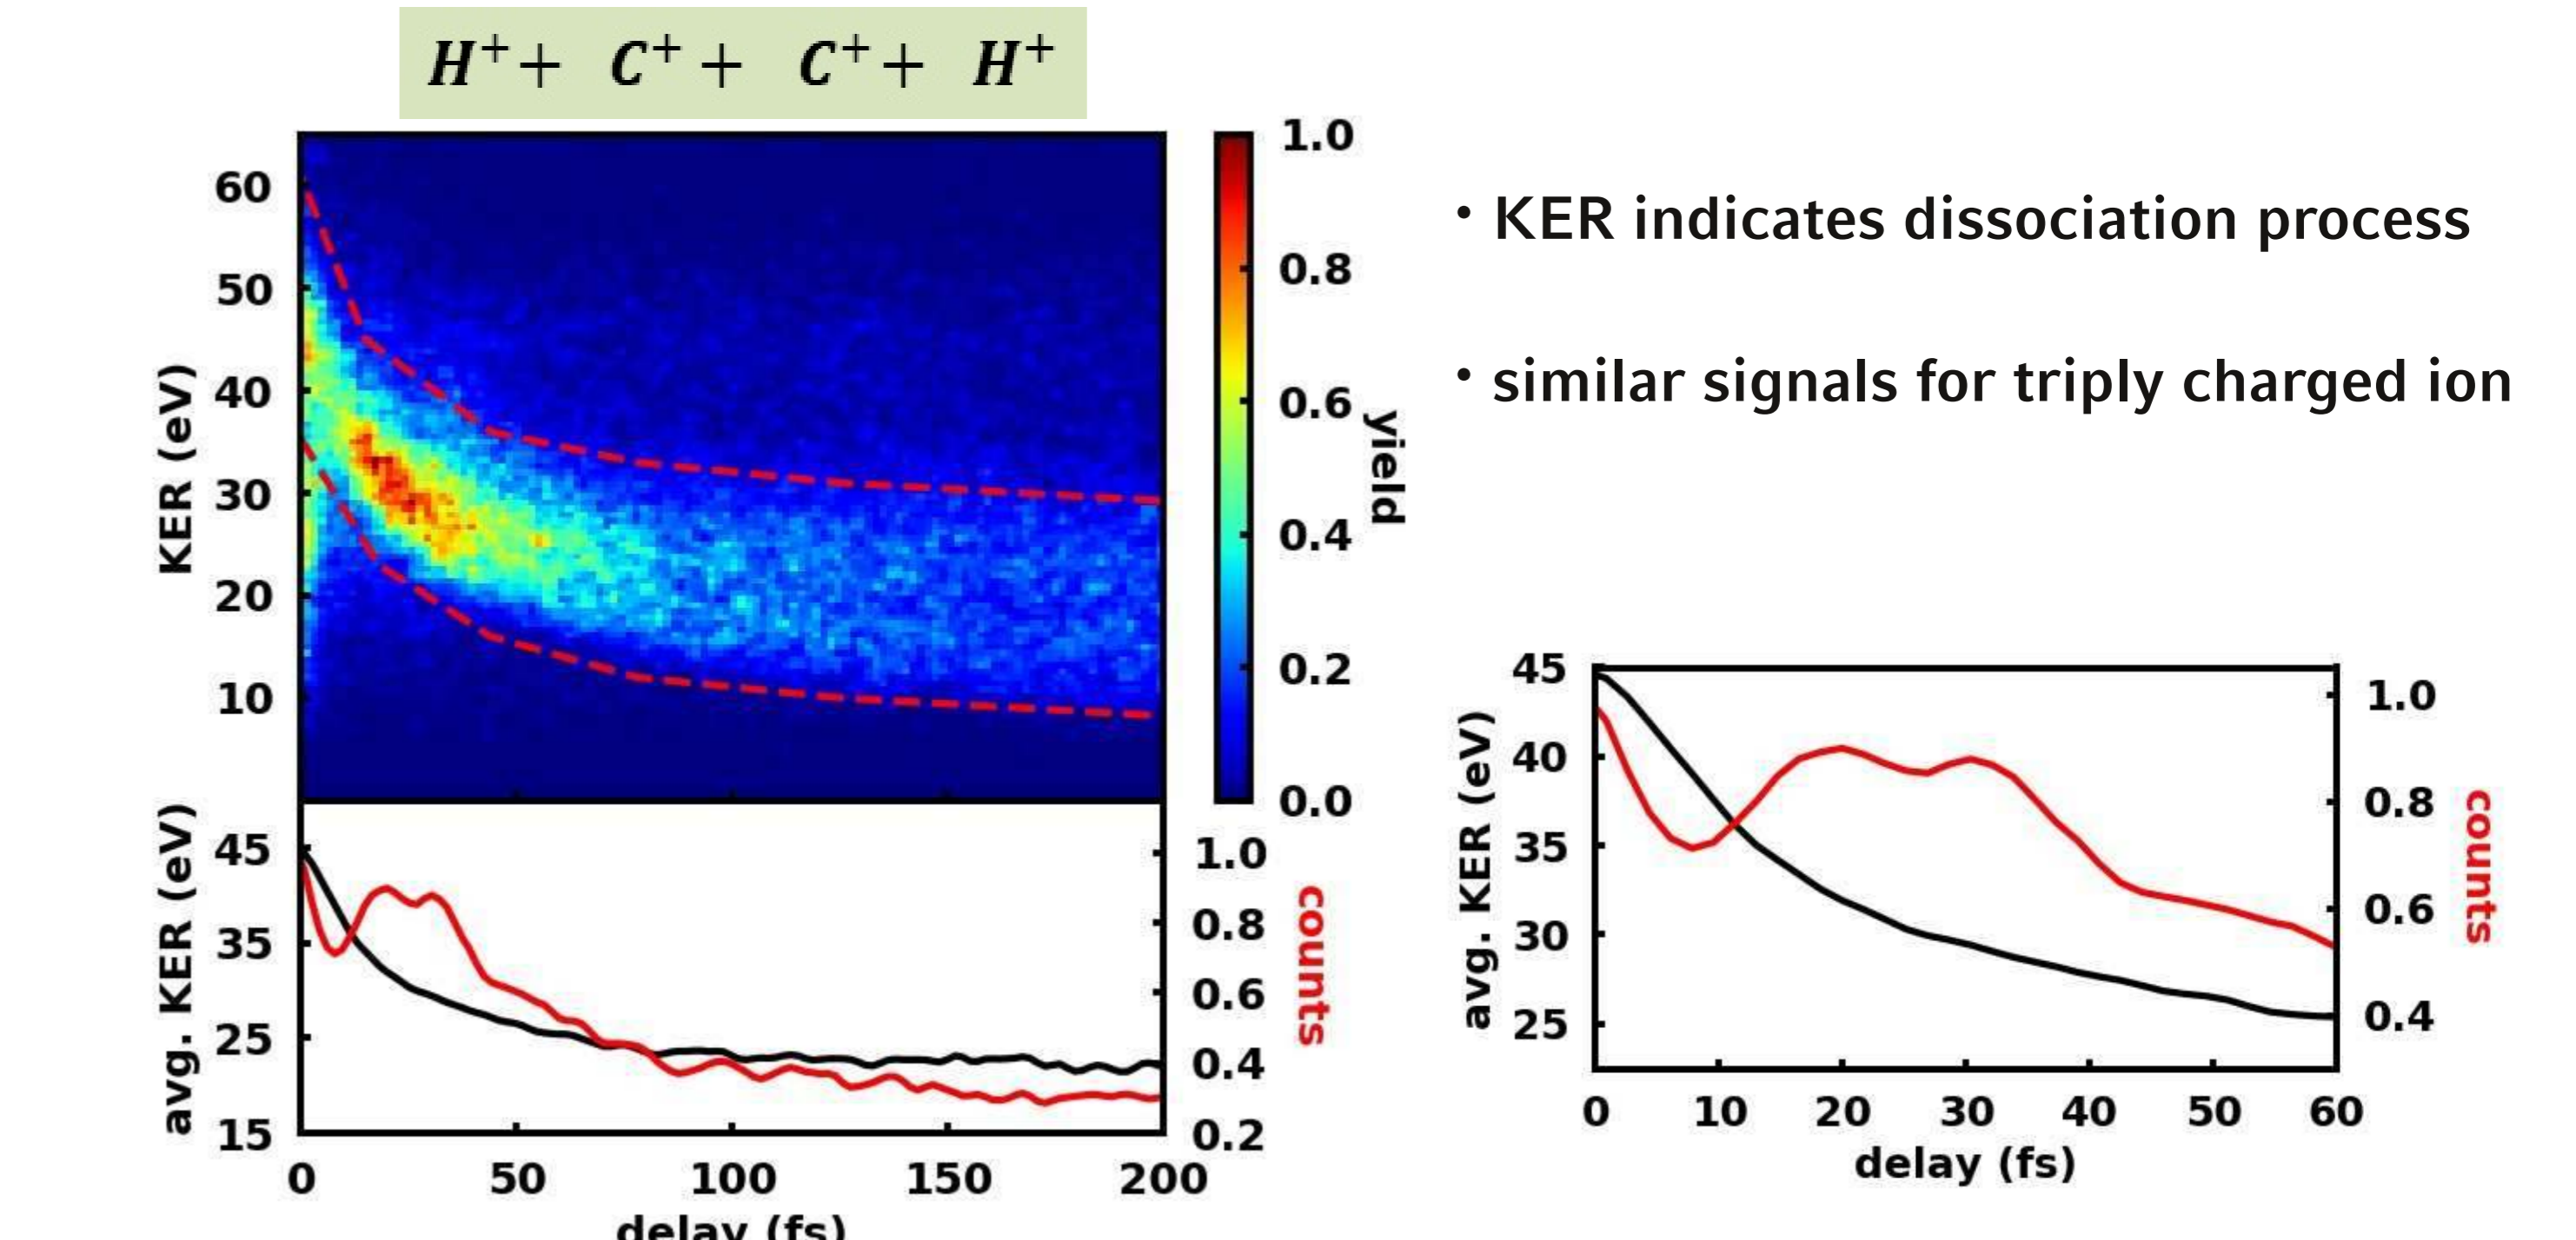 H⁺+ C⁺+ C⁺+ H⁺
60
50
40
30
20
10
KER (eV)
1.0
0.8
0.6
0.4
0.2
0.0
yield
• KER indicates dissociation process
• similar signals for triply charged ion
45
35
25
15
avg. KER (eV)
1.0
0.8
0.6
0.4
0.2
counts
0 50 100 150 200
delay (fs)
45
40
35
30
25
avg. KER (eV)
1.0
0.8
0.6
0.4
counts
0 10 20 30 40 50 60
delay (fs)